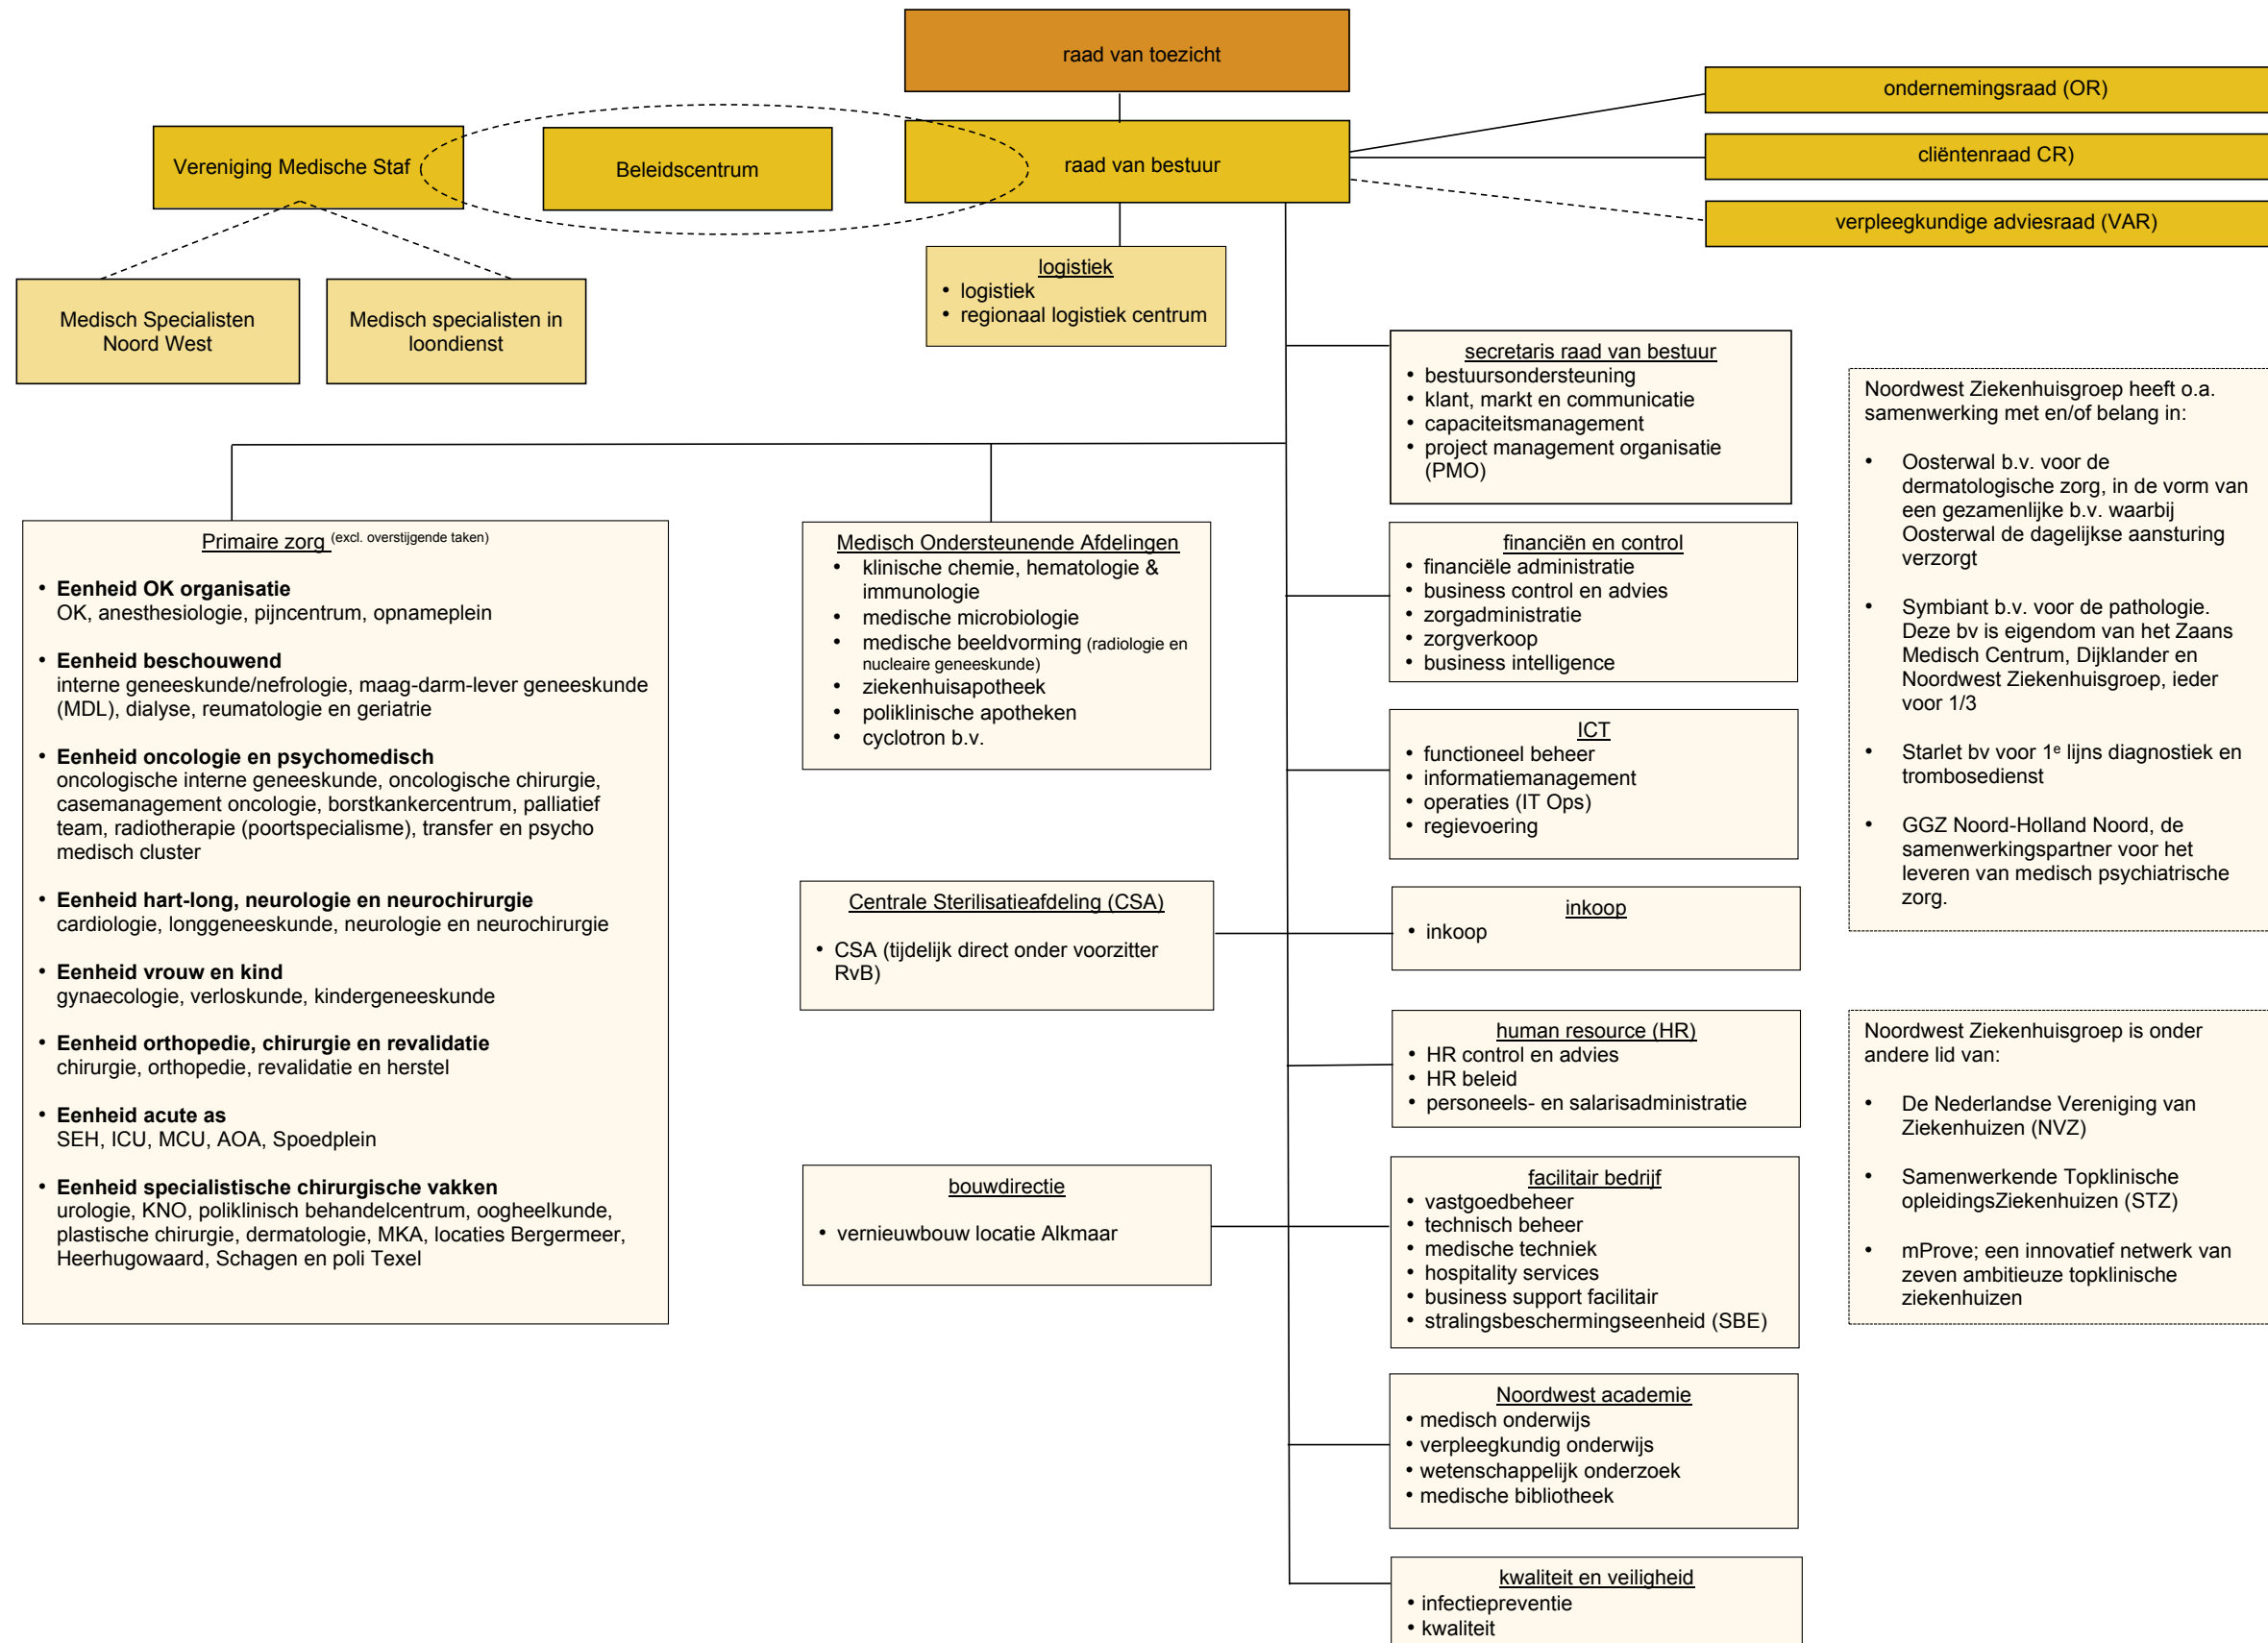 raad van toezicht
ondernemingsraad (OR)
Vereniging Medische Staf
Beleidscentrum
raad van bestuur
cliëntenraad CR)
verpleegkundige adviesraad (VAR)
Medisch Specialisten
Noord West
Medisch specialisten in
loondienst
logistiek
• logistiek
• regionaal logistiek centrum
secretaris raad van bestuur
• bestuursondersteuning
• klant, markt en communicatie
• capaciteitsmanagement
• project management organisatie
(PMO)
Primaire zorg (excl. overstijgende taken)
• Eenheid OK organisatie
OK, anesthesiologie, pijncentrum, opnameplein
• Eenheid beschouwend
interne geneeskunde/nefrologie, maag-darm-lever geneeskunde
(MDL), dialyse, reumatologie en geriatrie
• Eenheid oncologie en psychomedisch
oncologische interne geneeskunde, oncologische chirurgie,
casemanagement oncologie, borstkankercentrum, palliatief
team, radiotherapie (poortspecialisme), transfer en psycho
medisch cluster
• Eenheid hart-long, neurologie en neurochirurgie
cardiologie, longgeneeskunde, neurologie en neurochirurgie
• Eenheid vrouw en kind
gynaecologie, verloskunde, kindergeneeskunde
• Eenheid orthopedie, chirurgie en revalidatie
chirurgie, orthopedie, revalidatie en herstel
• Eenheid acute as
SEH, ICU, MCU, AOA, Spoedplein
• Eenheid specialistische chirurgische vakken
urologie, KNO, poliklinisch behandelcentrum, oogheelkunde,
plastische chirurgie, dermatologie, MKA, locaties Bergermeer,
Heerhugowaard, Schagen en poli Texel
Medisch Ondersteunende Afdelingen
• klinische chemie, hematologie &
immunologie
• medische microbiologie
• medische beeldvorming (radiologie en
nucleaire geneeskunde)
• ziekenhuisapotheek
• poliklinische apotheken
• cyclotron b.v.
Centrale Sterilisatieafdeling (CSA)
• CSA (tijdelijk direct onder voorzitter
RvB)
bouwdirectie
• vernieuwbouw locatie Alkmaar
financiën en control
• financiële administratie
• business control en advies
• zorgadministratie
• zorgverkoop
• business intelligence
ICT
• functioneel beheer
• informatiemanagement
• operaties (IT Ops)
• regievoering
inkoop
• inkoop
human resource (HR)
• HR control en advies
• HR beleid
• personeels- en salarisadministratie
facilitair bedrijf
• vastgoedbeheer
• technisch beheer
• medische techniek
• hospitality services
• business support facilitair
• stralingsbeschermingseenheid (SBE)
Noordwest academie
• medisch onderwijs
• verpleegkundig onderwijs
• wetenschappelijk onderzoek
• medische bibliotheek
kwaliteit en veiligheid
• infectiepreventie
• kwaliteit
Noordwest Ziekenhuisgroep heeft o.a.
samenwerking met en/of belang in:
• Oosterwal b.v. voor de
dermatologische zorg, in de vorm van
een gezamenlijke b.v. waarbij
Oosterwal de dagelijkse aansturing
verzorgt
• Symbiant b.v. voor de pathologie.
Deze bv is eigendom van het Zaans
Medisch Centrum, Dijklander en
Noordwest Ziekenhuisgroep, ieder
voor 1/3
• Starlet bv voor 1e lijns diagnostiek en
trombosedienst
• GGZ Noord-Holland Noord, de
samenwerkingspartner voor het
leveren van medisch psychiatrische
zorg.
Noordwest Ziekenhuisgroep is onder
andere lid van:
• De Nederlandse Vereniging van
Ziekenhuizen (NVZ)
• Samenwerkende Topklinische
opleidingsZiekenhuizen (STZ)
• mProve; een innovatief netwerk van
zeven ambitieuze topklinische
ziekenhuizen